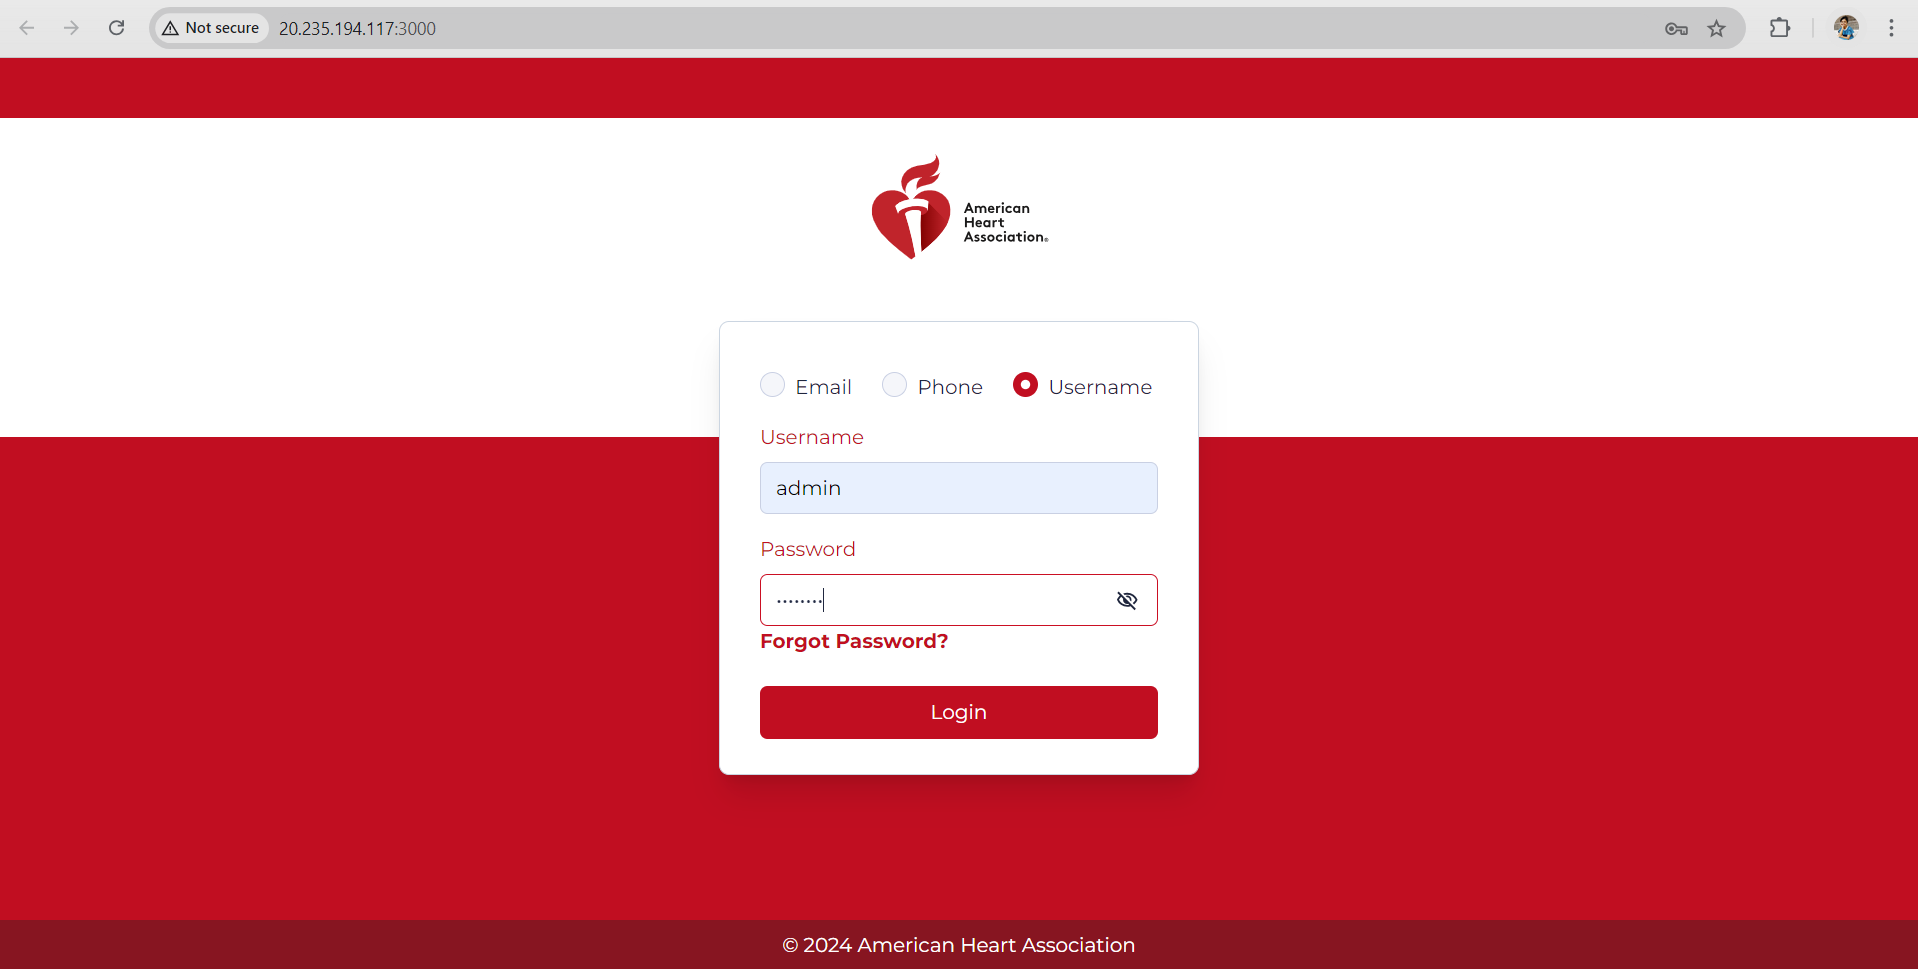 Not secure 20.235.194.117:3000
American
Heart
Association®
Email Phone Username
Username
admin
Password
••••••••
Forgot Password?
Login
© 2024 American Heart Association